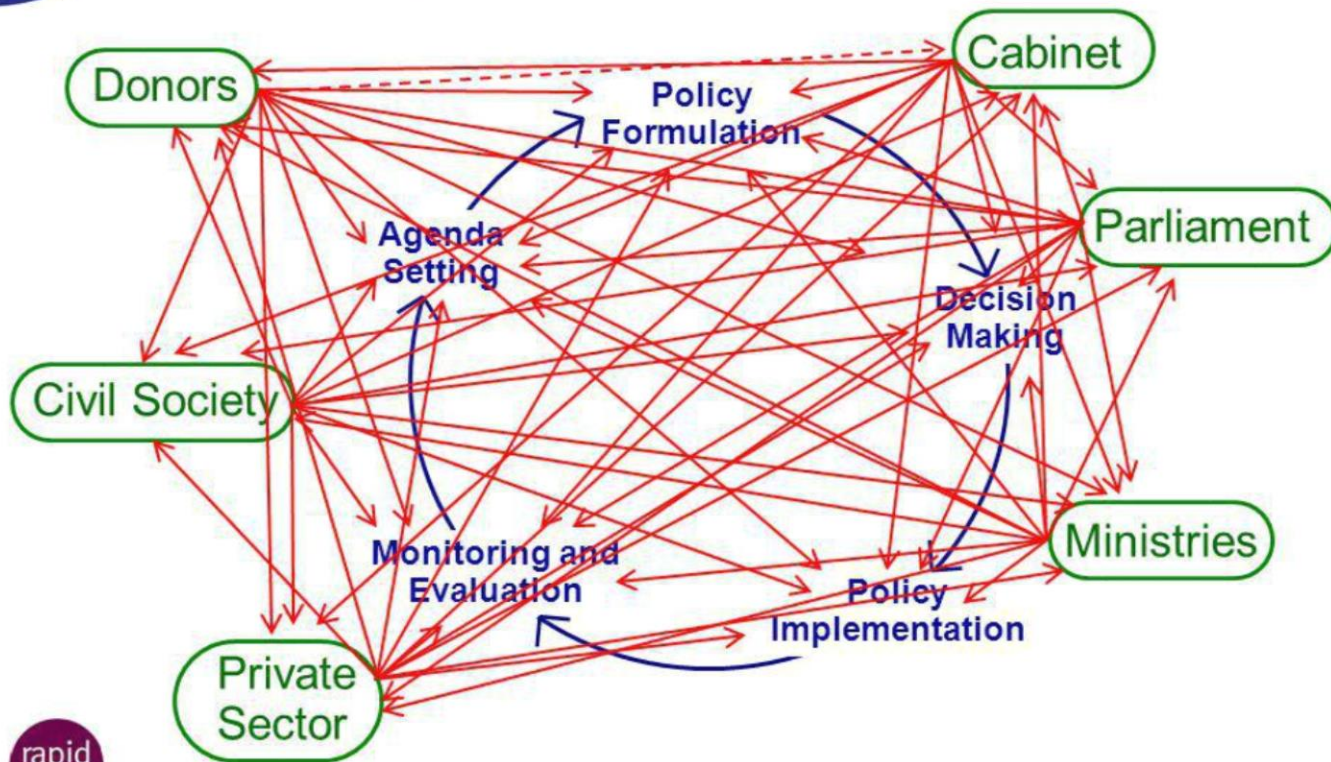 Donors
Cabinet
Policy
Formulation
Parliament
Agenda
Setting
Decision
Making
Civil Society
Monitoring and
Evaluation
Ministries
Policy
Implementation
Private
Sector
rapid